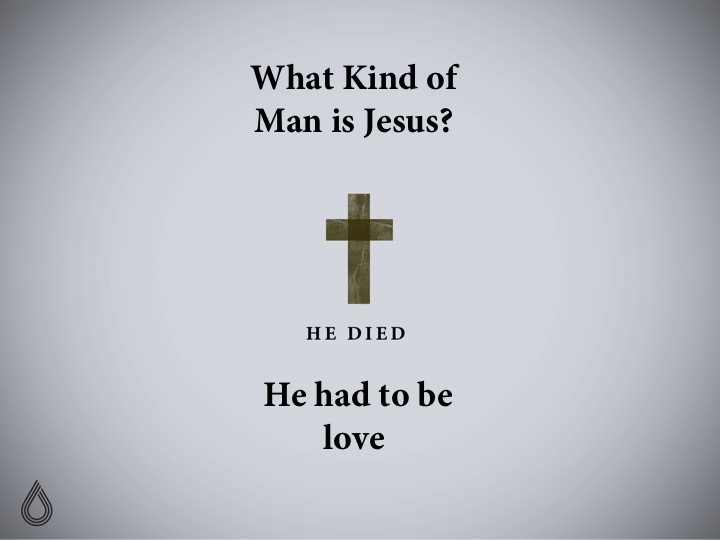 What Kind of
Man is Jesus?
HE DIED
He had to be
love